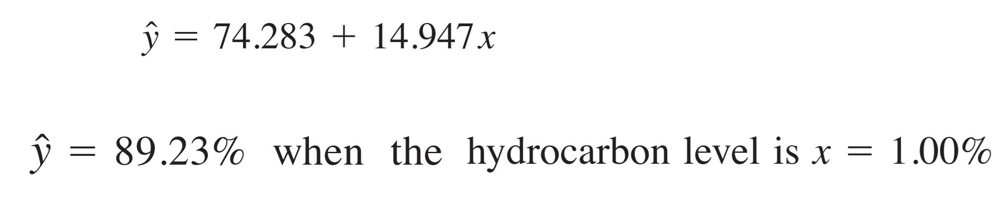 ŷ = 74.283 + 14.947x
ŷ = 89.23% when the hydrocarbon level is x = 1.00%